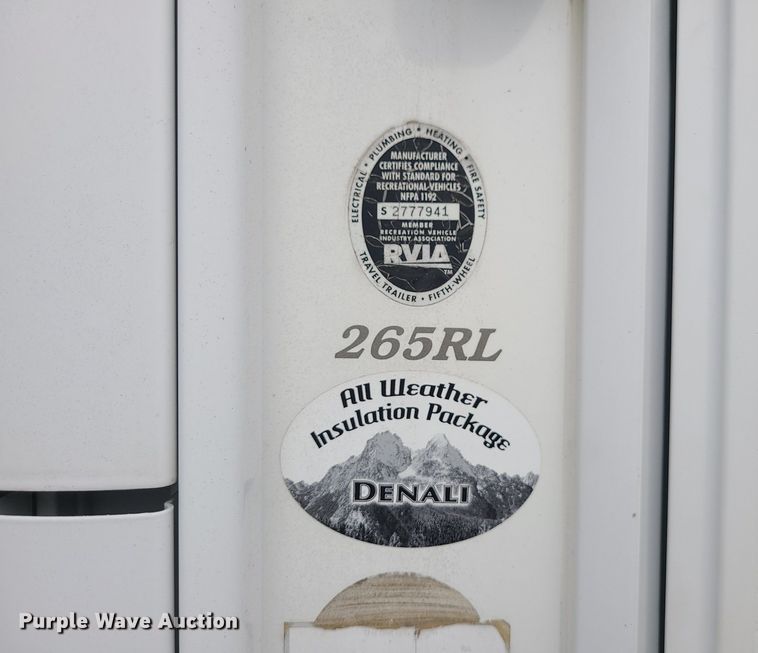 ELECTRICAL • PLUMBING • HEATING • FIRE SAFETY
MANUFACTURER
CERTIFIES COMPLIANCE
WITH STANDARD FOR
RECREATIONAL VEHICLES
NFPA 1192
S 2777941
MEMBER
RECREATION VEHICLE
INDUSTRY ASSOCIATION
RVIA
TM
TRAVEL TRAILER • FIFTH-WHEEL
265RL
All Weather
Insulation Package
DENALI
Purple Wave Auction